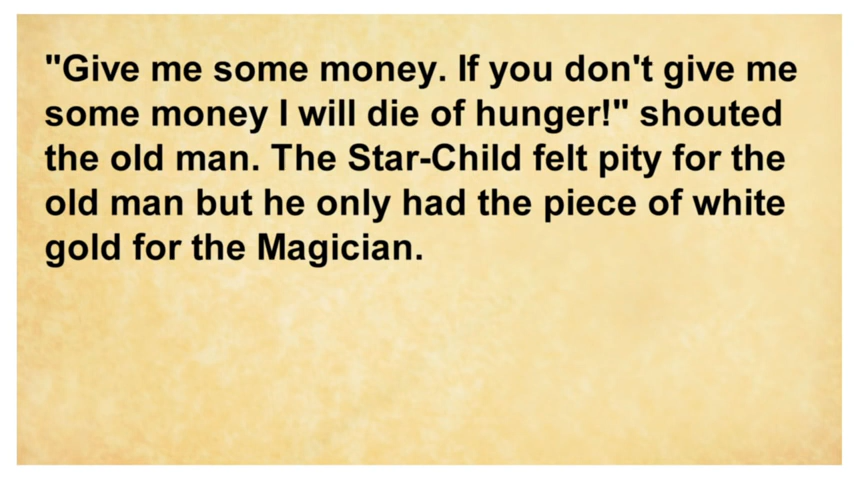 "Give me some money. If you don't give me
some money I will die of hunger!" shouted
the old man. The Star-Child felt pity for the
old man but he only had the piece of white
gold for the Magician.